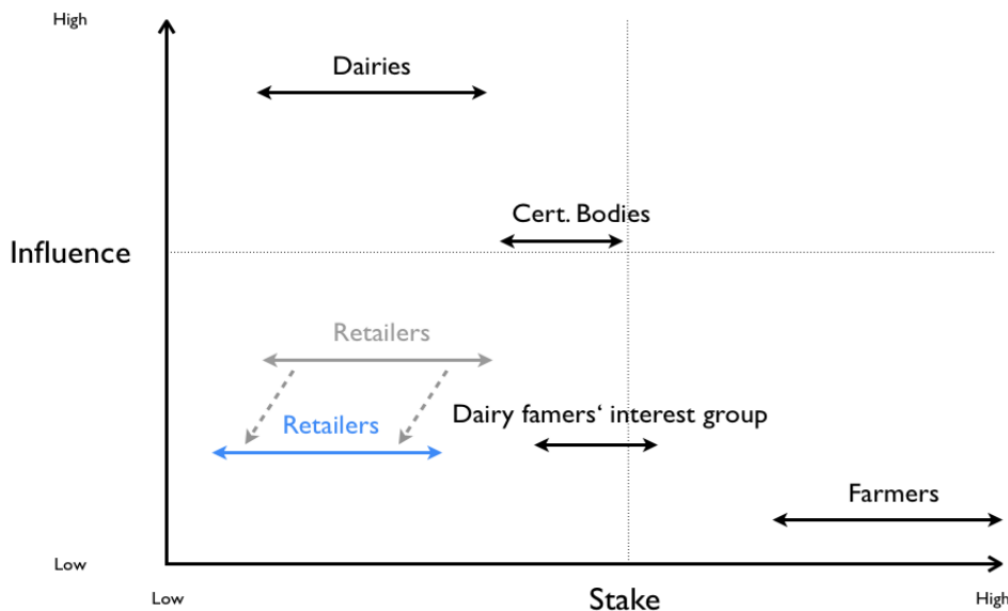 High
Dairies
Cert. Bodies
Influence
Retailers
Retailers
Dairy famers‘ interest group
Farmers
Low
Low
Stake
High